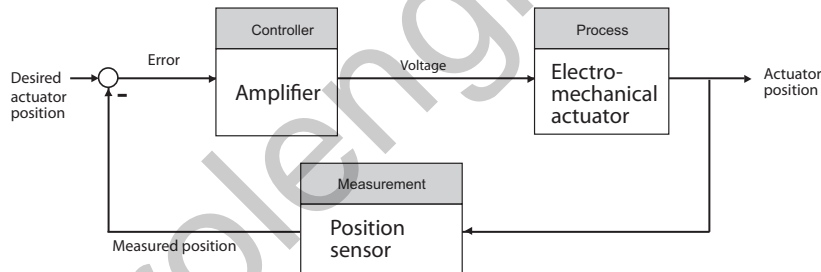 Controller
Process
Error
Voltage
Desired
actuator
position
Amplifier
Electro-
mechanical
actuator
Actuator
position
-
Measurement
Position
sensor
Measured position